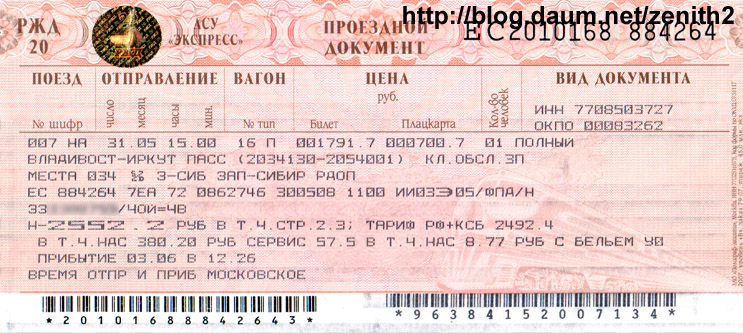 http://blog.daum.net/zenith2
РЖД АСУ ПРОЕЗДНОЙ
20 «ЭКСПРЕСС» ДОКУМЕНТ ЕС2010168 884264
ПОЕЗД ОТПРАВЛЕНИЕ ВАГОН ЦЕНА ВИД ДОКУМЕНТА
руб.
№ шифр число месяц часы мин. № тип Билет Плацкарта Кол-во человек
ИНН 7708503727
ОКПО 00083262
007 НА 31.05 15.00 16 П 001791.7 000700.7 01 ПОЛНЫЙ
ВЛАДИВОСТ-ИРКУТ ПАСС (2034130-2054001) КЛ.ОБСЛ.3П
МЕСТА 034 З-СИБ ЗАП-СИБИР РАОП
ЕС 884264 7ЕА 72 0862746 300508 1100 ИИ03Э05/ФПА/Н
33 /ЧОЙ=ЧВ
Н-2552.2 РУБ В Т.Ч.СТР.2.3; ТАРИФ РФ+КСБ 2492.4
В Т.Ч.НАС 380.20 РУБ СЕРВИС 57.5 В Т.Ч.НАС 8.77 РУБ С БЕЛЬЕМ У0
ПРИБЫТИЕ 03.06 В 12.26
ВРЕМЯ ОТПР И ПРИБ МОСКОВСКОЕ
*20101688842643*
*963841520071 34*